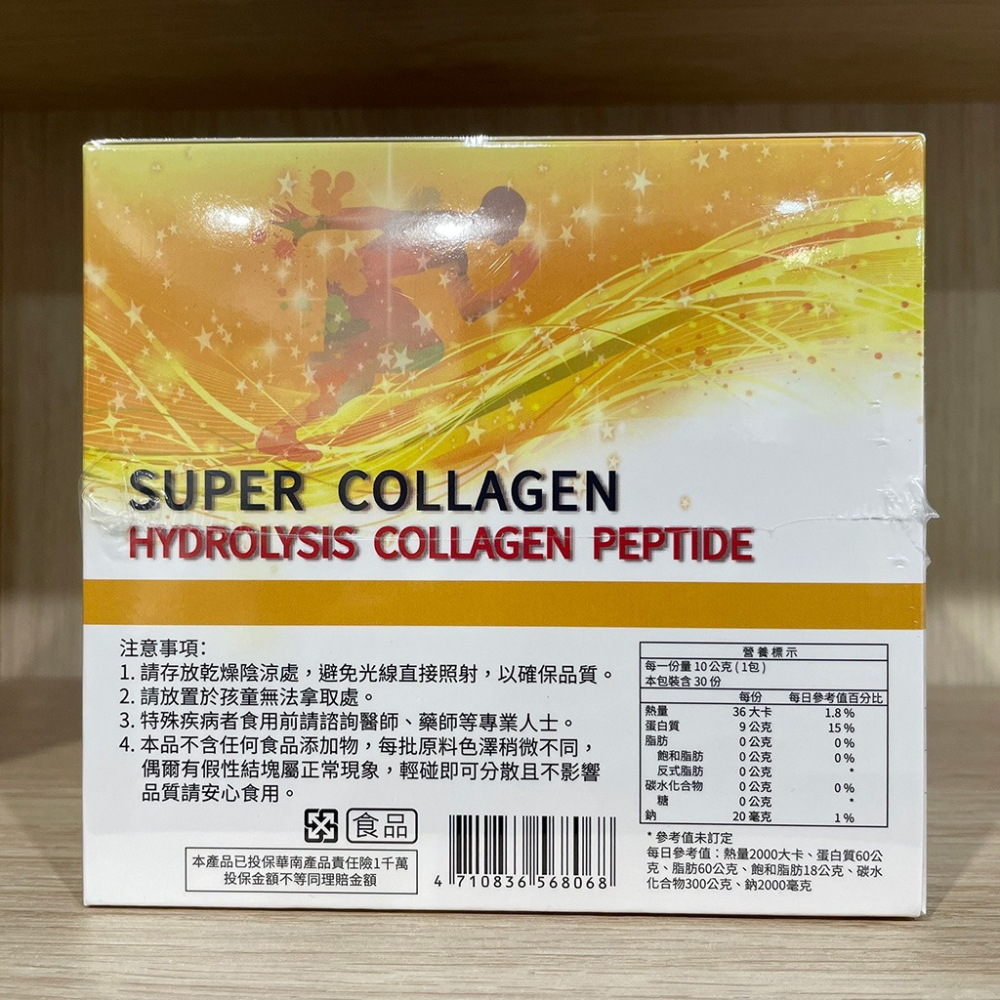 SUPER COLLAGEN
HYDROLYSIS COLLAGEN PEPTIDE
注意事項：
1. 請存放乾燥陰涼處，避免光線直接照射，以確保品質。
2. 請放置於孩童無法拿取處。
3. 特殊疾病者食用前請諮詢醫師、藥師等專業人士。
4. 本品不含任何食品添加物，每批原料色澤稍微不同，
偶爾有假性結塊屬正常現象，輕碰即可分散且不影響
品質請安心食用。
食品
本產品已投保華南產品責任險1千萬
投保金額不等同理賠金額
4 710836 568068
營養標示
每一份量 10 公克 (1包)
本包裝含 30 份
每份 每日參考值百分比
熱量 36 大卡 1.8 %
蛋白質 9 公克 15 %
脂肪 0 公克 0 %
飽和脂肪 0 公克 0 %
反式脂肪 0 公克 *
碳水化合物 0 公克 0 %
糖 0 公克 *
鈉 20 毫克 1 %
* 參考值未訂定
每日參考值：熱量2000大卡、蛋白質60公
克、脂肪60公克、飽和脂肪18公克、碳水
化合物300公克、鈉2000毫克